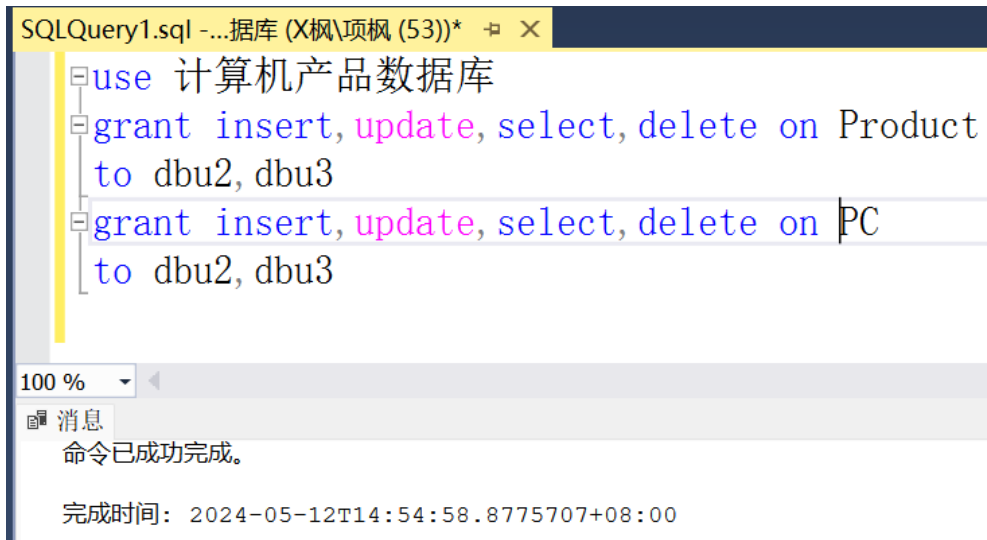 SQLQuery1.sql -...据库 (X枫\项枫 (53))*
use 计算机产品数据库
grant insert,update,select,delete on Product
to dbu2,dbu3
grant insert,update,select,delete on PC
to dbu2,dbu3
100 %
消息
命令已成功完成。
完成时间: 2024-05-12T14:54:58.8775707+08:00